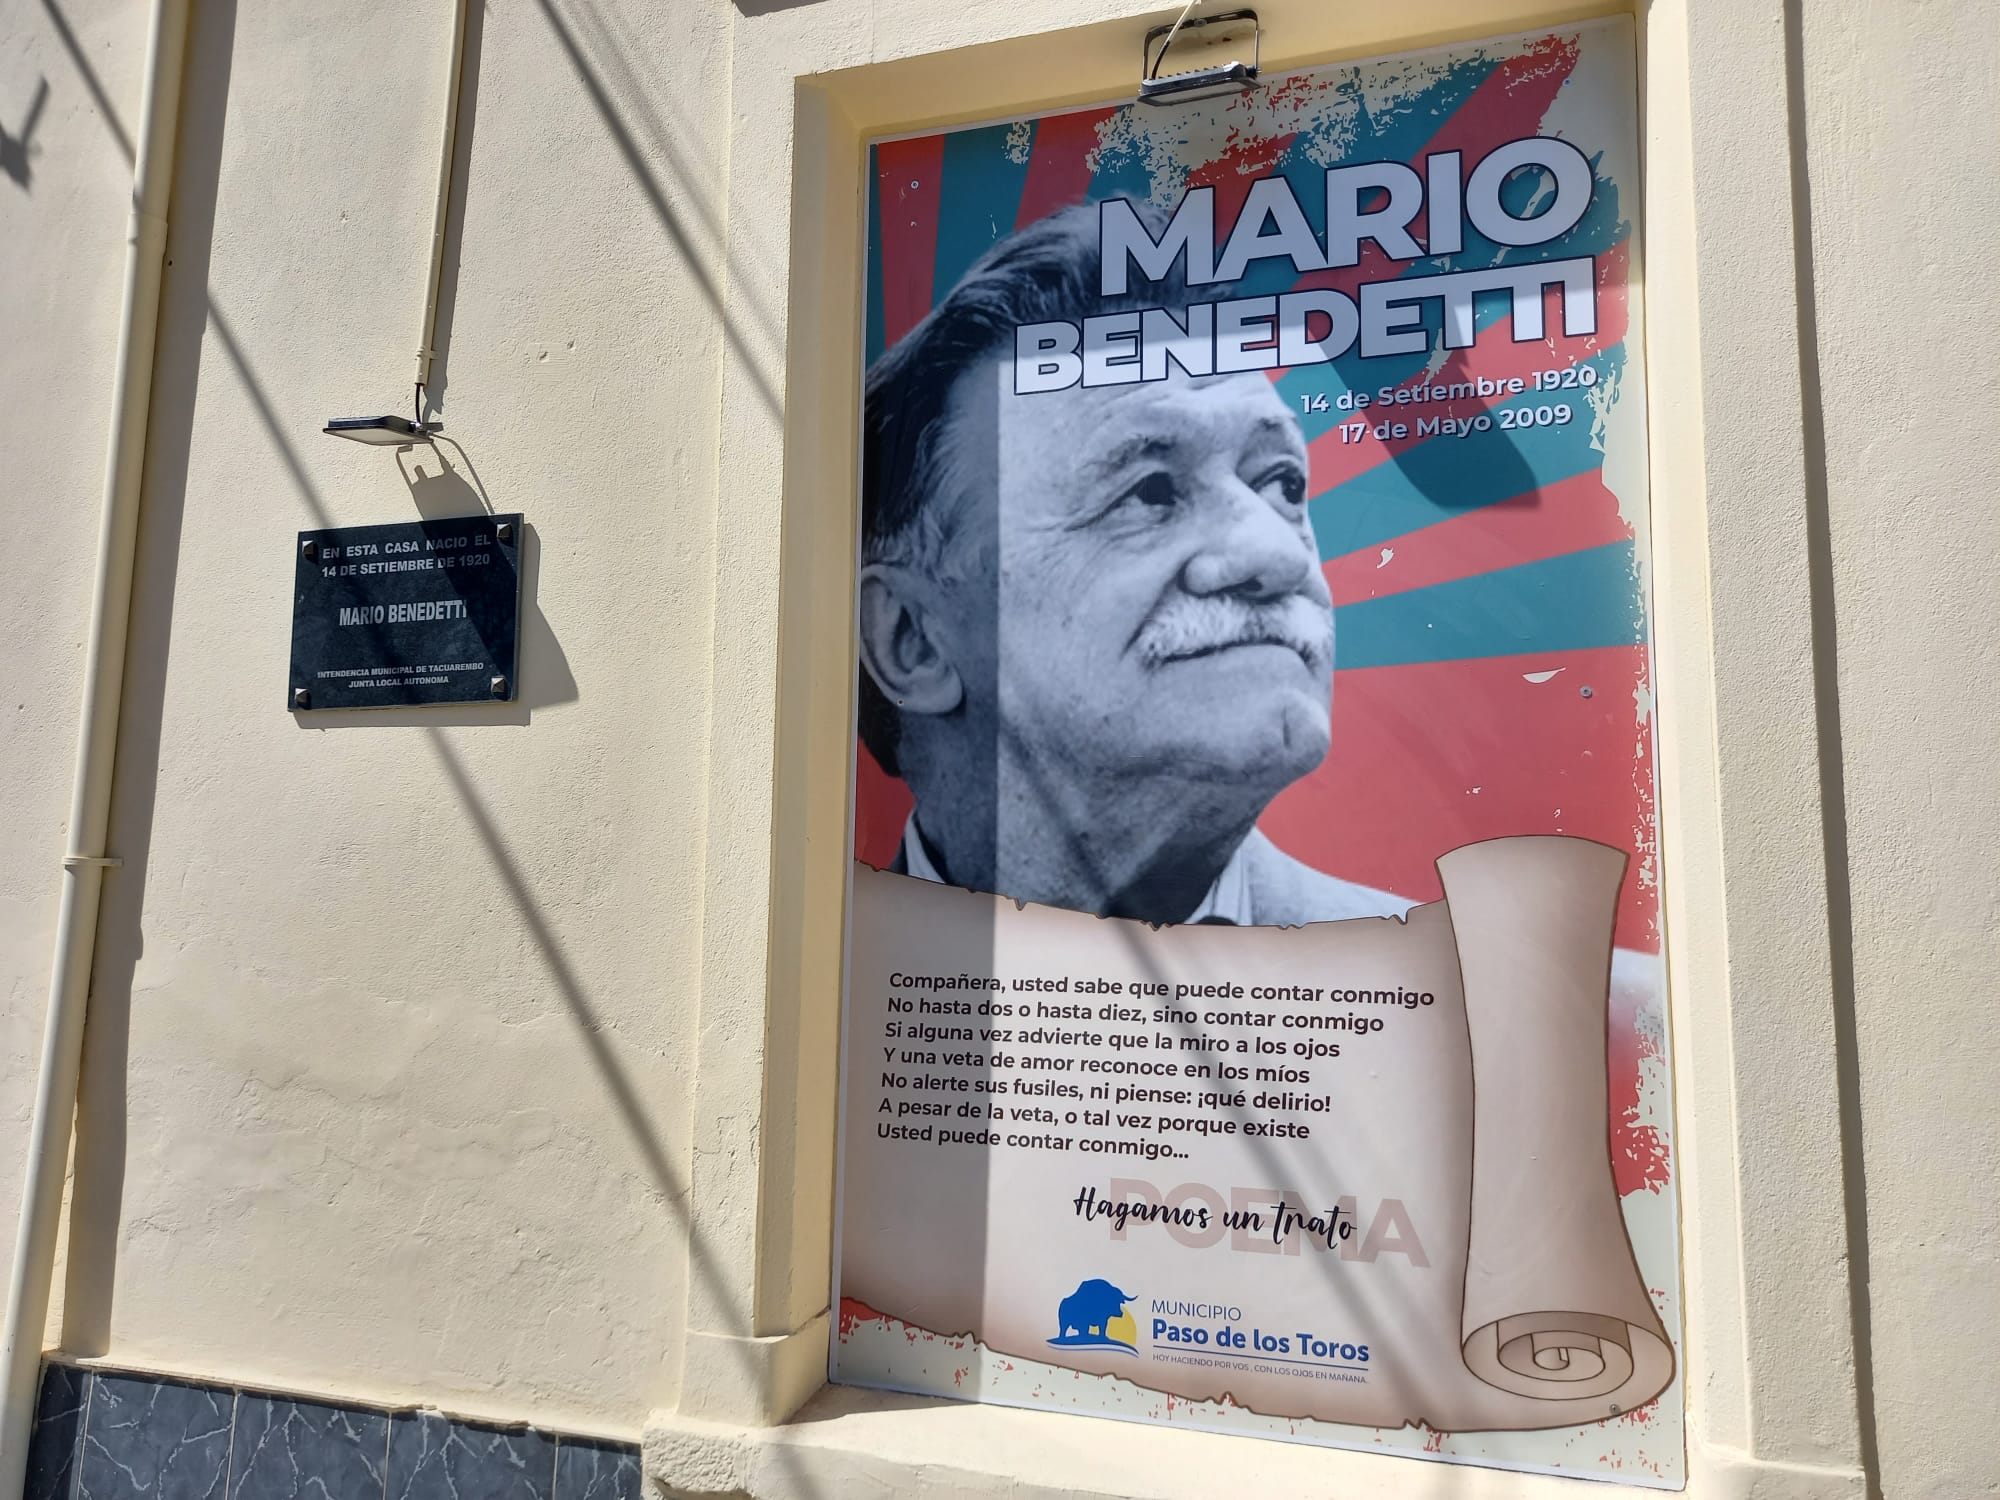 EN ESTA CASA NACIO EL
14 DE SETIEMBRE DE 1920
MARIO BENEDETTI
INTENDENCIA MUNICIPAL DE TACUAREMBO
JUNTA LOCAL AUTONOMA
MARIO
BENEDETTI
14 de Setiembre 1920
17 de Mayo 2009
Compañera, usted sabe que puede contar conmigo
No hasta dos o hasta diez, sino contar conmigo
Si alguna vez advierte que la miro a los ojos
Y una veta de amor reconoce en los míos
No alerte sus fusiles, ni piense: ¡qué delirio!
A pesar de la veta, o tal vez porque existe
Usted puede contar conmigo...
POEMA
Hagamos un trato
MUNICIPIO
Paso de los Toros
HOY HACIENDO POR VOS, CON LOS OJOS EN MAÑANA.